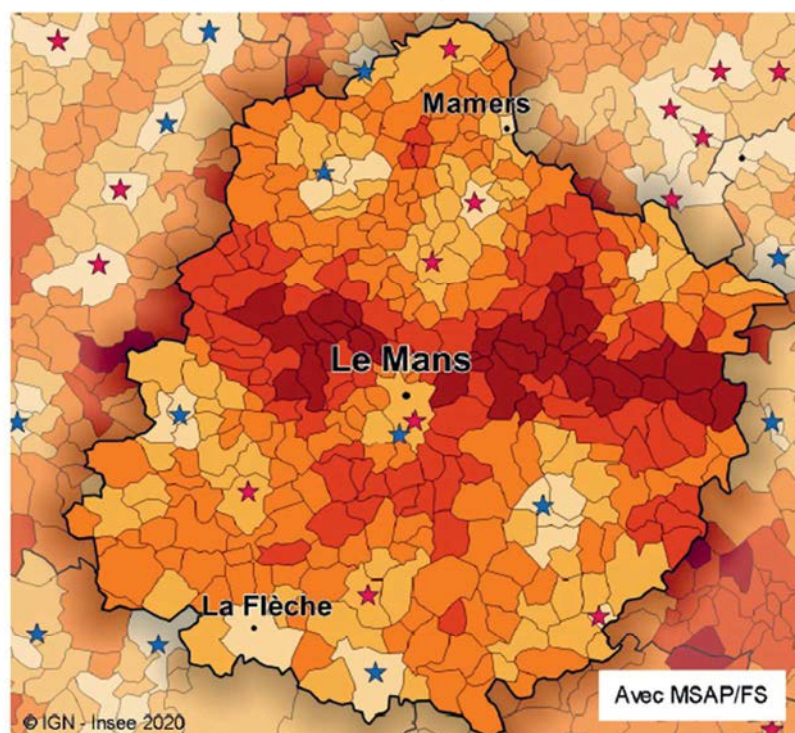 Mamers
Le Mans
La Flèche
Avec MSAP/FS
© IGN - Insee 2020